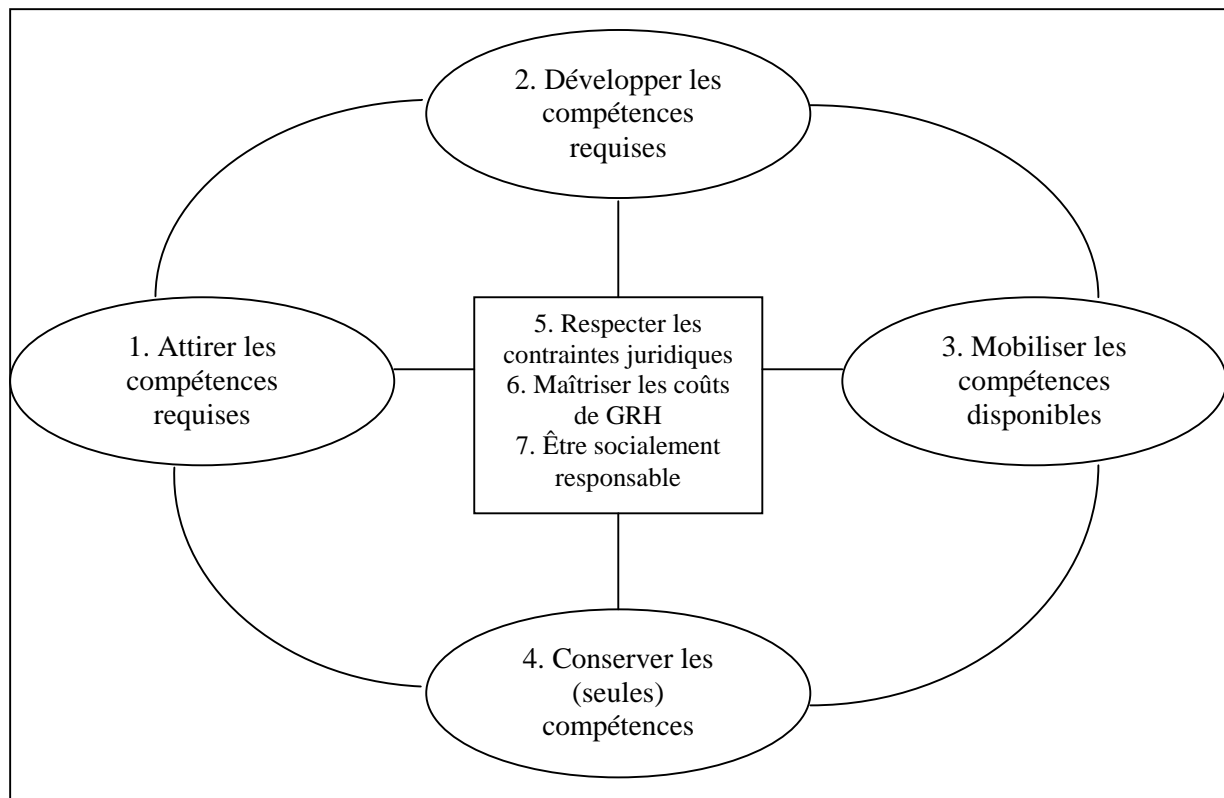 2. Développer les
compétences
requises
1. Attirer les
compétences
requises
5. Respecter les
contraintes juridiques
6. Maîtriser les coûts
de GRH
7. Être socialement
responsable
3. Mobiliser les
compétences
disponibles
4. Conserver les
(seules)
compétences